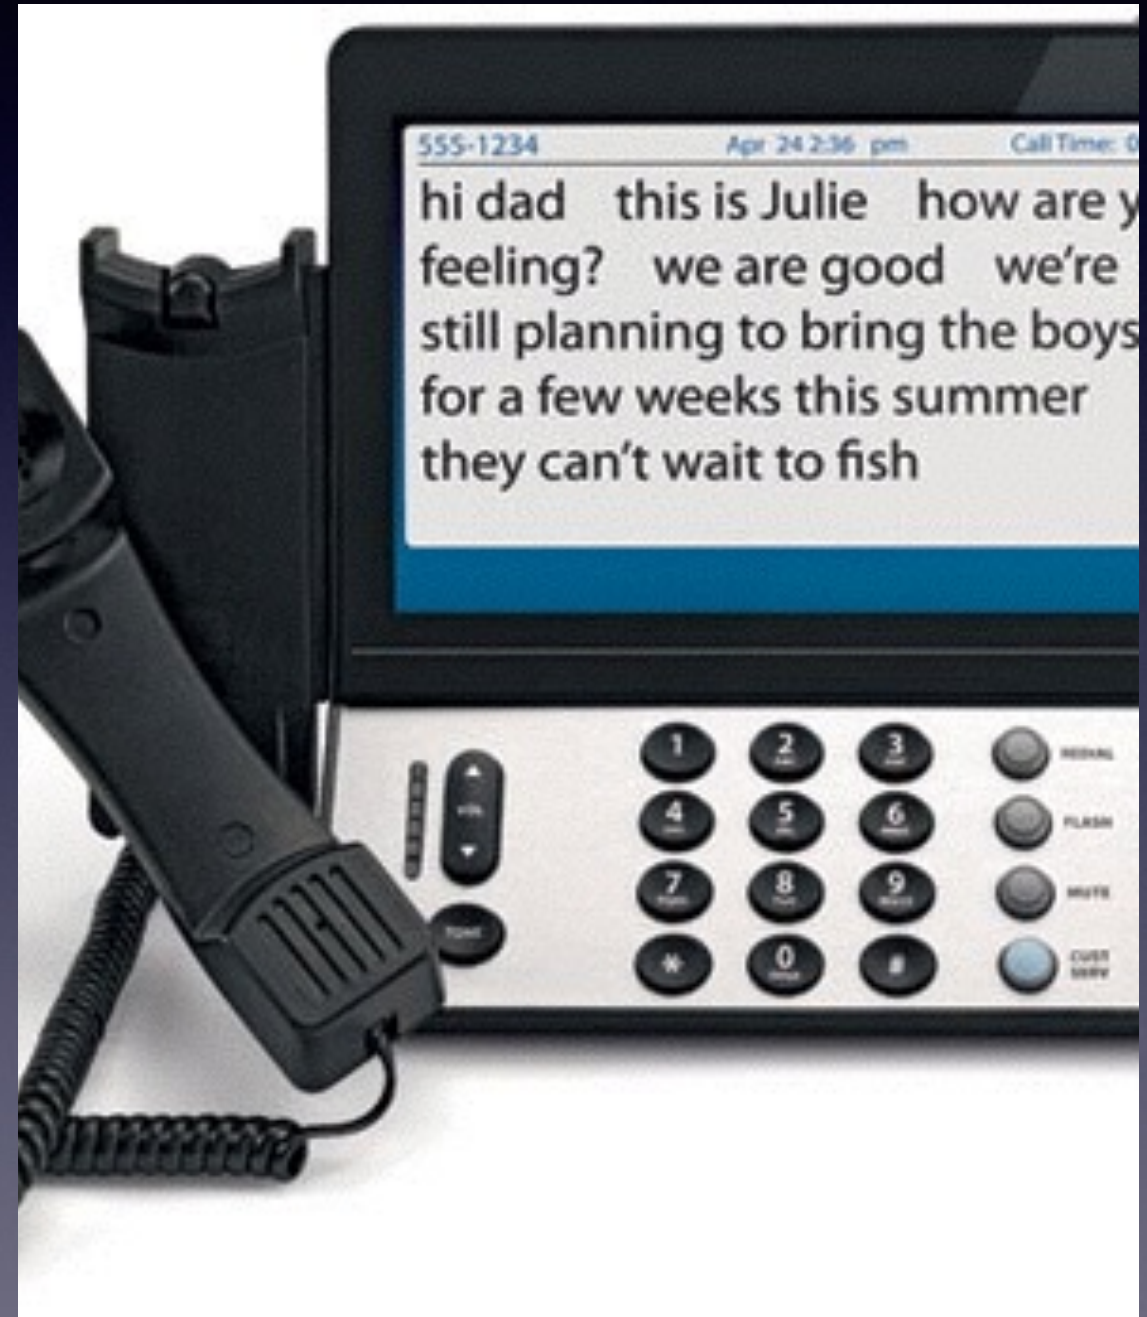 555-1234 Apr 24 2:36 pm Call Time: 0
hi dad this is Julie how are y
feeling? we are good we're
still planning to bring the boys
for a few weeks this summer
they can't wait to fish
1 2 3 REDIAL
VOL
4 5 6 FLASH
7 8 9 MUTE
TONE
* 0 # CUST
SERV